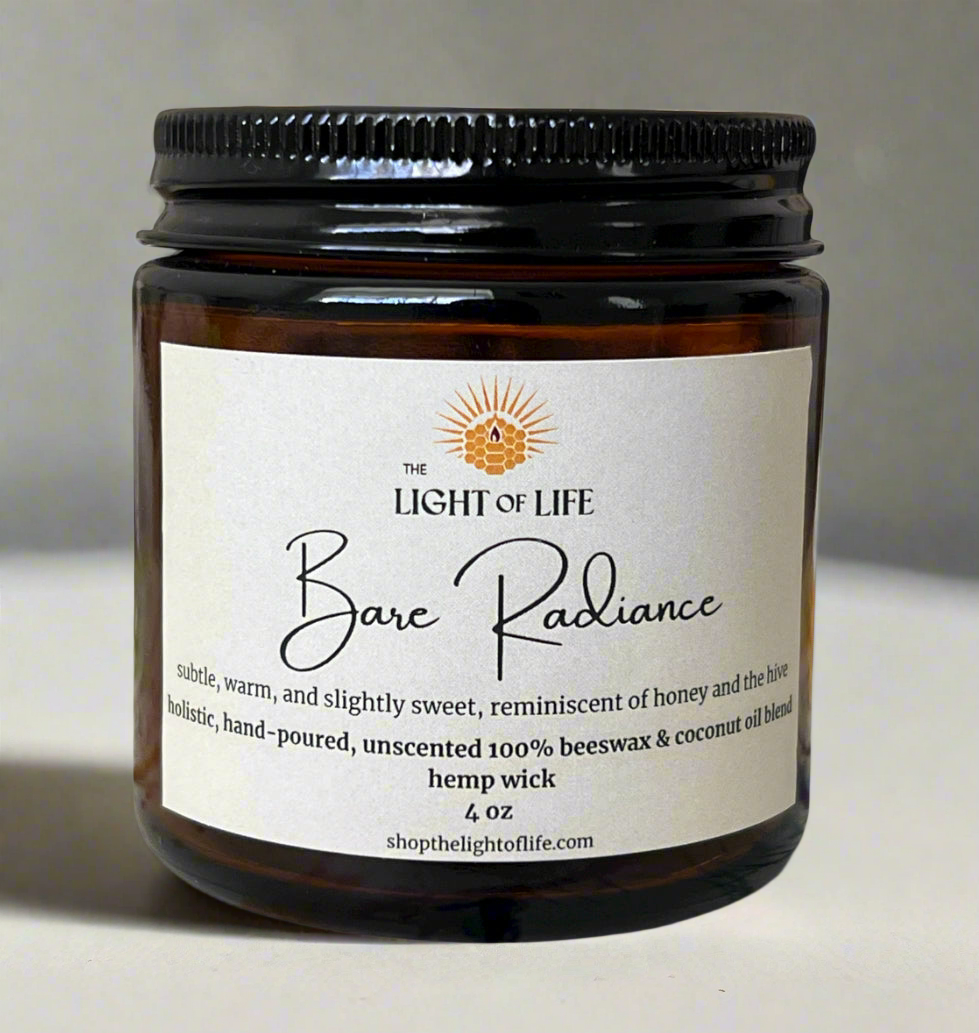 THE
LIGHT OF LIFE
Bare Radiance
subtle, warm, and slightly sweet, reminiscent of honey and the hive
holistic, hand-poured, unscented 100% beeswax & coconut oil blend
hemp wick
4 oz
shopthelightoflife.com